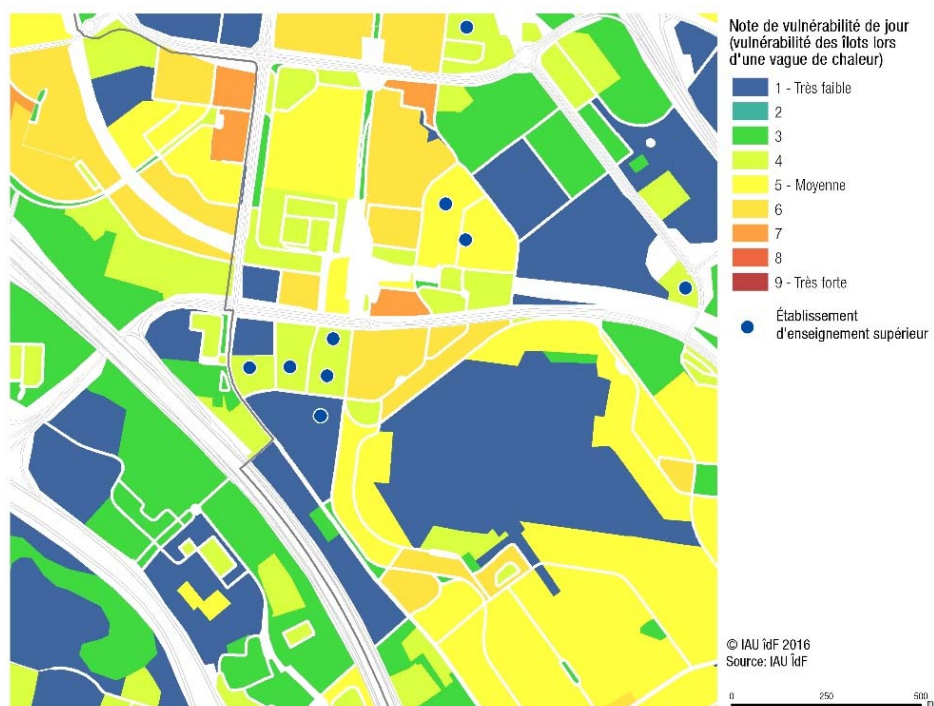 Note de vulnérabilité de jour
(vulnérabilité des îlots lors
d'une vague de chaleur)
1 - Très faible
2
3
4
5 - Moyenne
6
7
8
9 - Très forte
Établissement
d'enseignement supérieur
© IAU îdF 2016
Source: IAU îdF
0 250 500
m